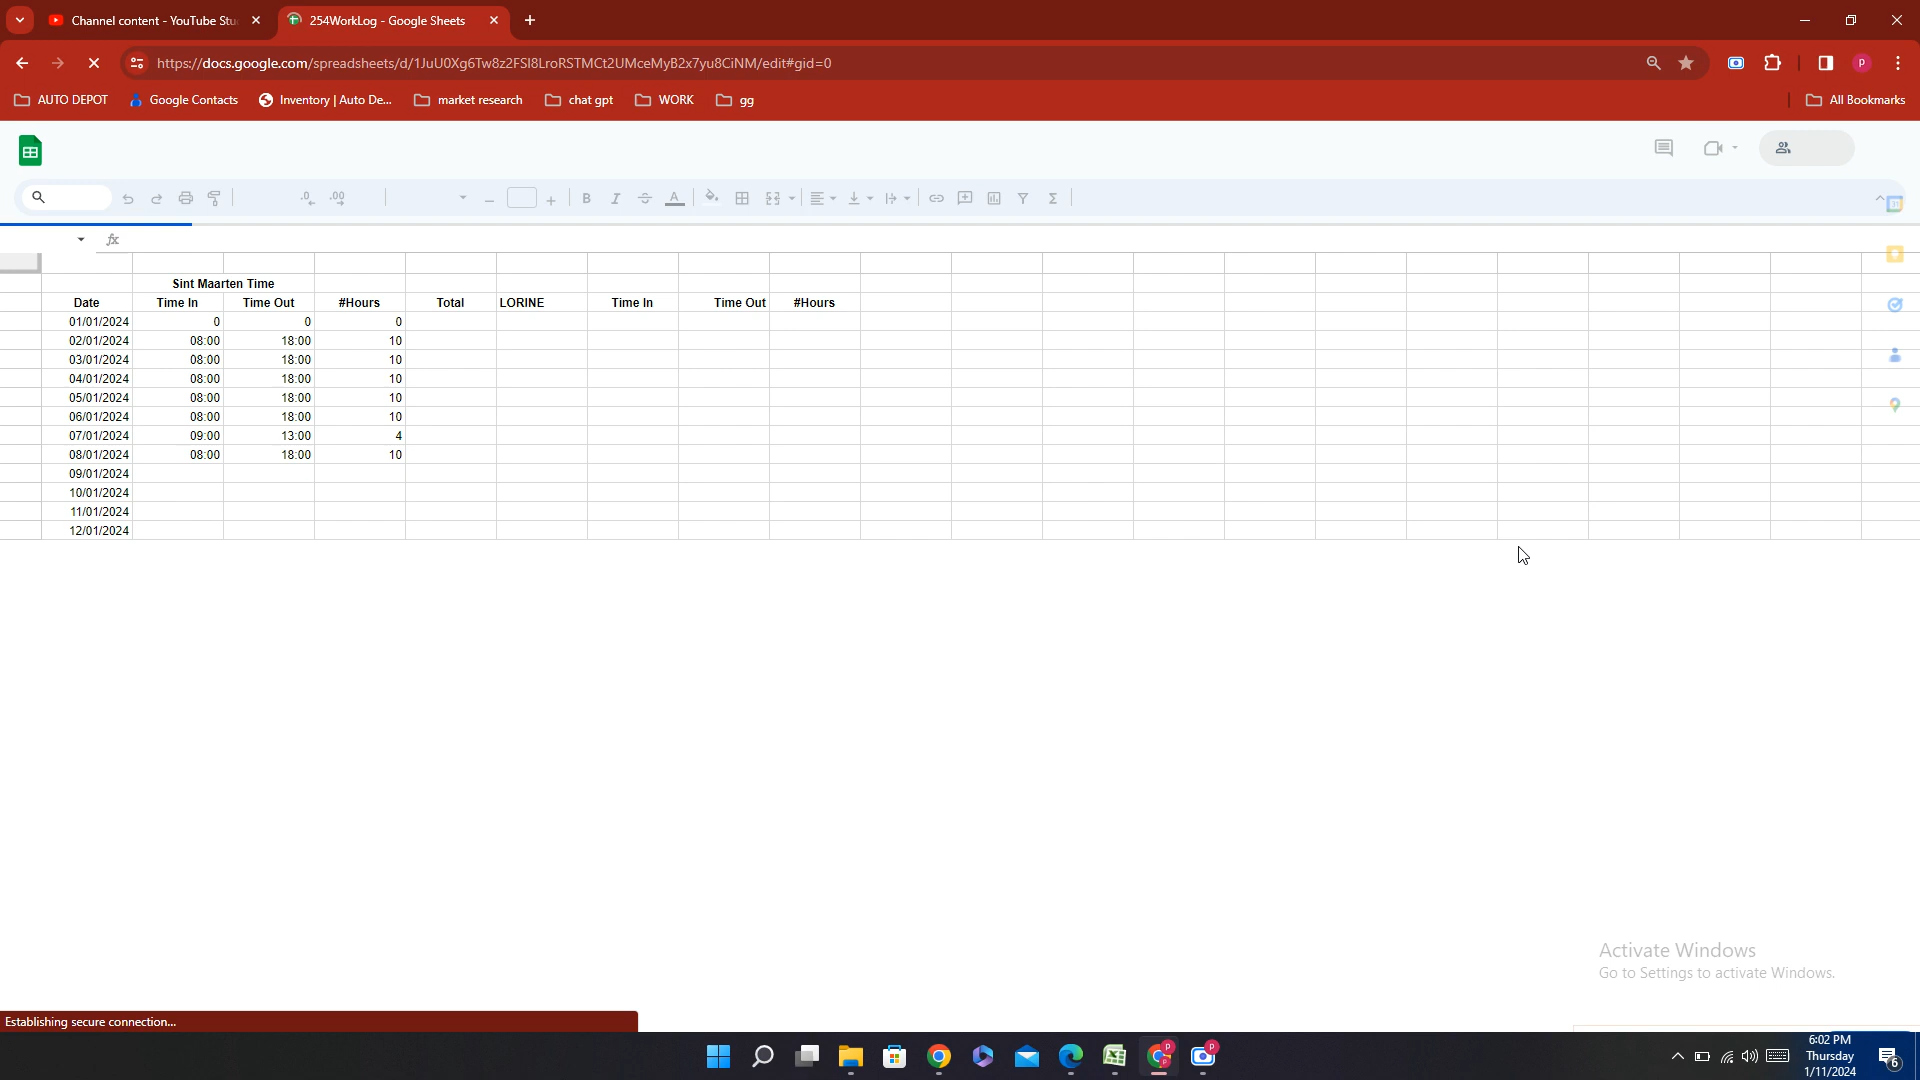 Channel content - YouTube Stu
254WorkLog - Google Sheets
https://docs.google.com/spreadsheets/d/1JuU0Xg6Tw8z2FSI8LroRSTMCt2UMceMyB2x7yu8CiNM/edit#gid=0
AUTO DEPOT
Google Contacts
Inventory | Auto De...
market research
chat gpt
WORK
gg
All Bookmarks
.0
.00
B
I
A
31
fx
Sint Maarten Time
Date Time In Time Out #Hours Total LORINE Time In Time Out #Hours
01/01/2024 0 0 0
02/01/2024 08:00 18:00 10
03/01/2024 08:00 18:00 10
04/01/2024 08:00 18:00 10
05/01/2024 08:00 18:00 10
06/01/2024 08:00 18:00 10
07/01/2024 09:00 13:00 4
08/01/2024 08:00 18:00 10
09/01/2024
10/01/2024
11/01/2024
12/01/2024
Activate Windows
Go to Settings to activate Windows.
Establishing secure connection...
6:02 PM
Thursday
1/11/2024
6